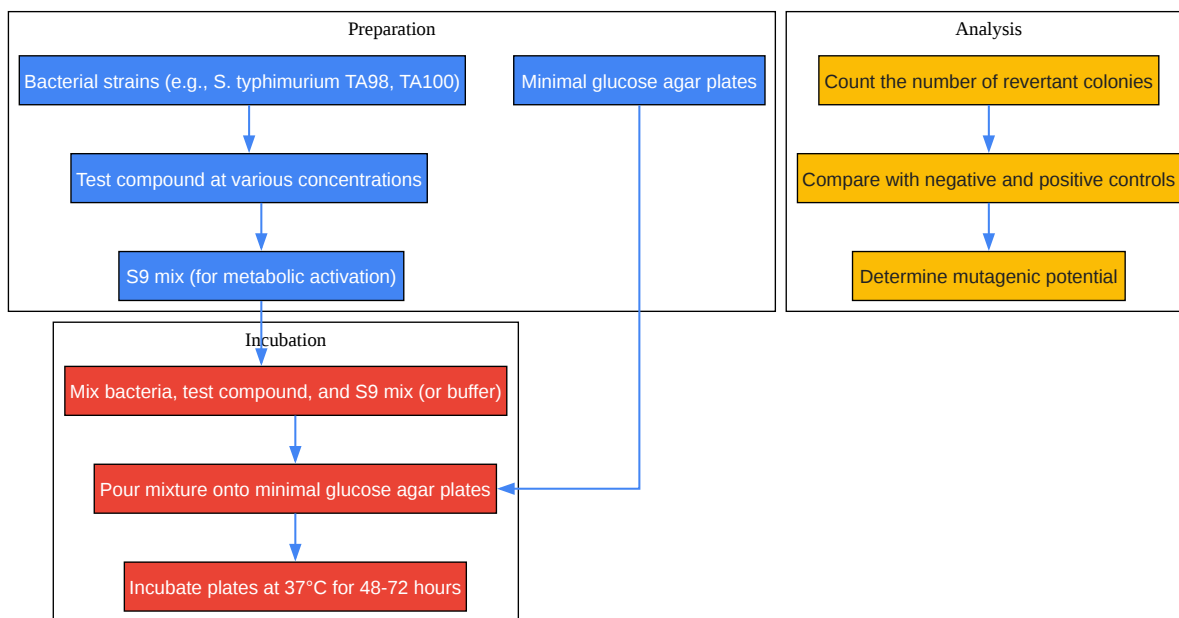 Preparation
Bacterial strains (e.g., S. typhimurium TA98, TA100)
Minimal glucose agar plates
Test compound at various concentrations
S9 mix (for metabolic activation)
Incubation
Mix bacteria, test compound, and S9 mix (or buffer)
Pour mixture onto minimal glucose agar plates
Incubate plates at 37°C for 48-72 hours
Analysis
Count the number of revertant colonies
Compare with negative and positive controls
Determine mutagenic potential